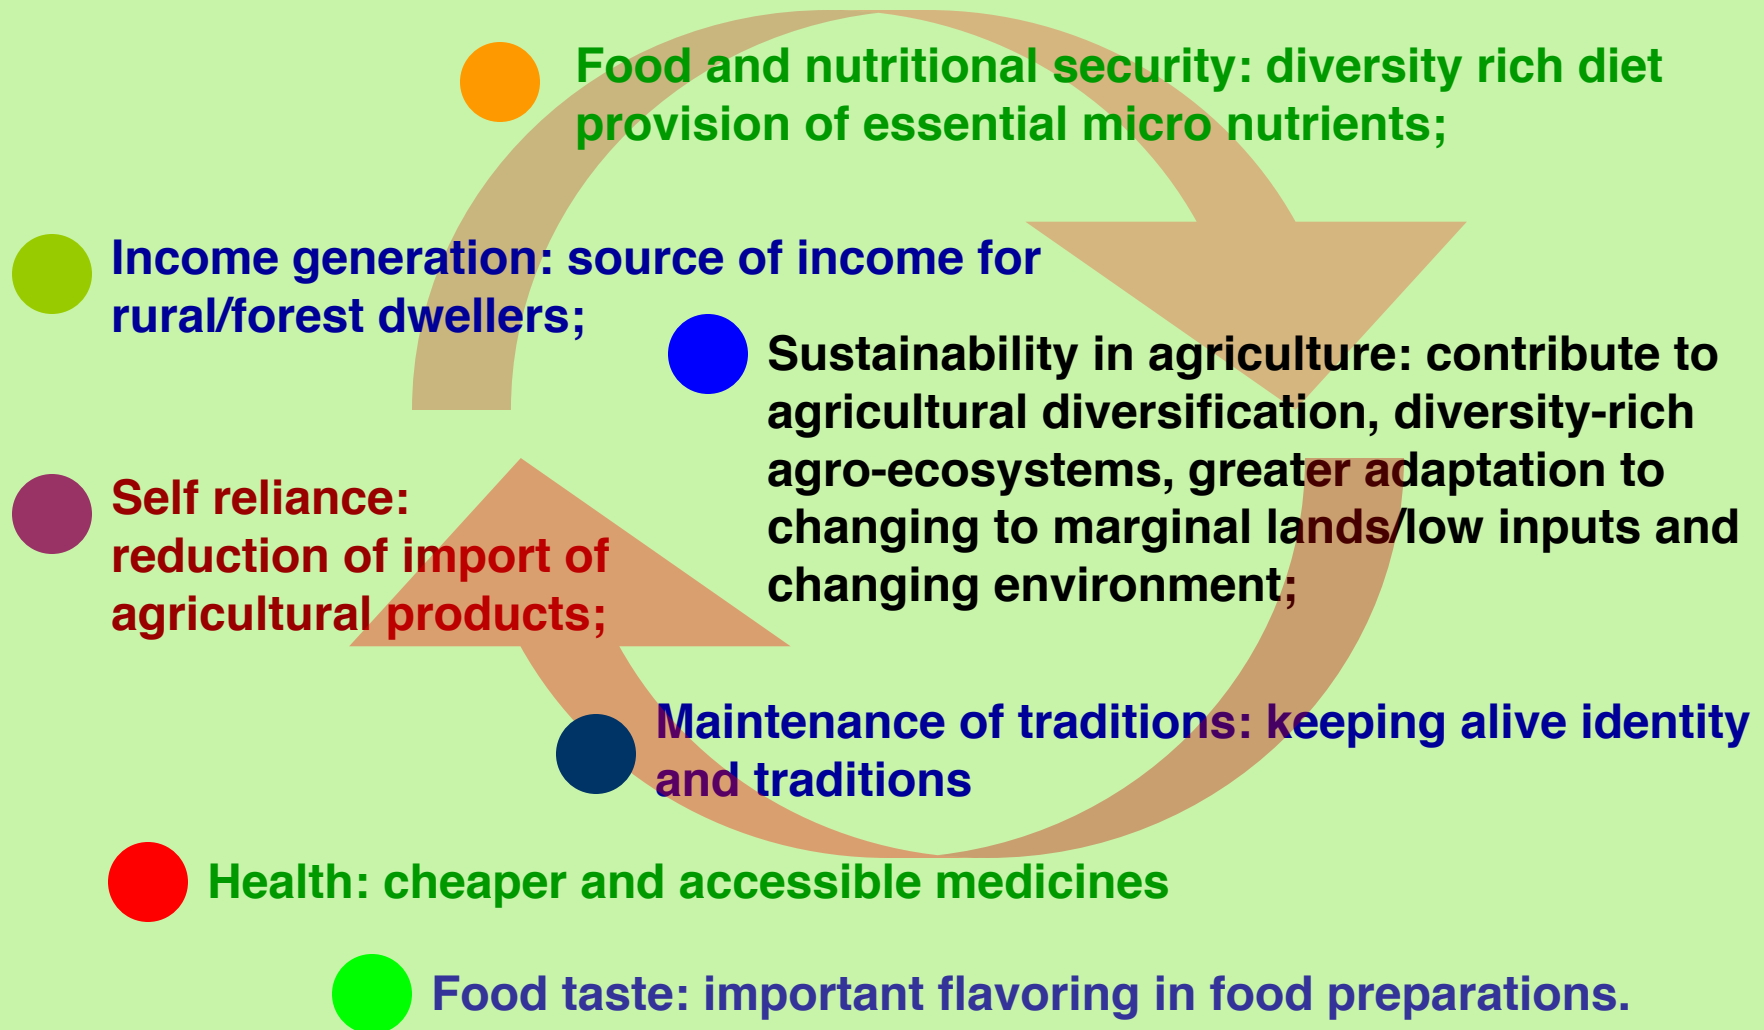 Food and nutritional security: diversity rich diet
provision of essential micro nutrients;
Income generation: source of income for
rural/forest dwellers;
Sustainability in agriculture: contribute to
agricultural diversification, diversity-rich
agro-ecosystems, greater adaptation to
changing to marginal lands/low inputs and
changing environment;
Self reliance:
reduction of import of
agricultural products;
Maintenance of traditions: keeping alive identity
and traditions
Health: cheaper and accessible medicines
Food taste: important flavoring in food preparations.